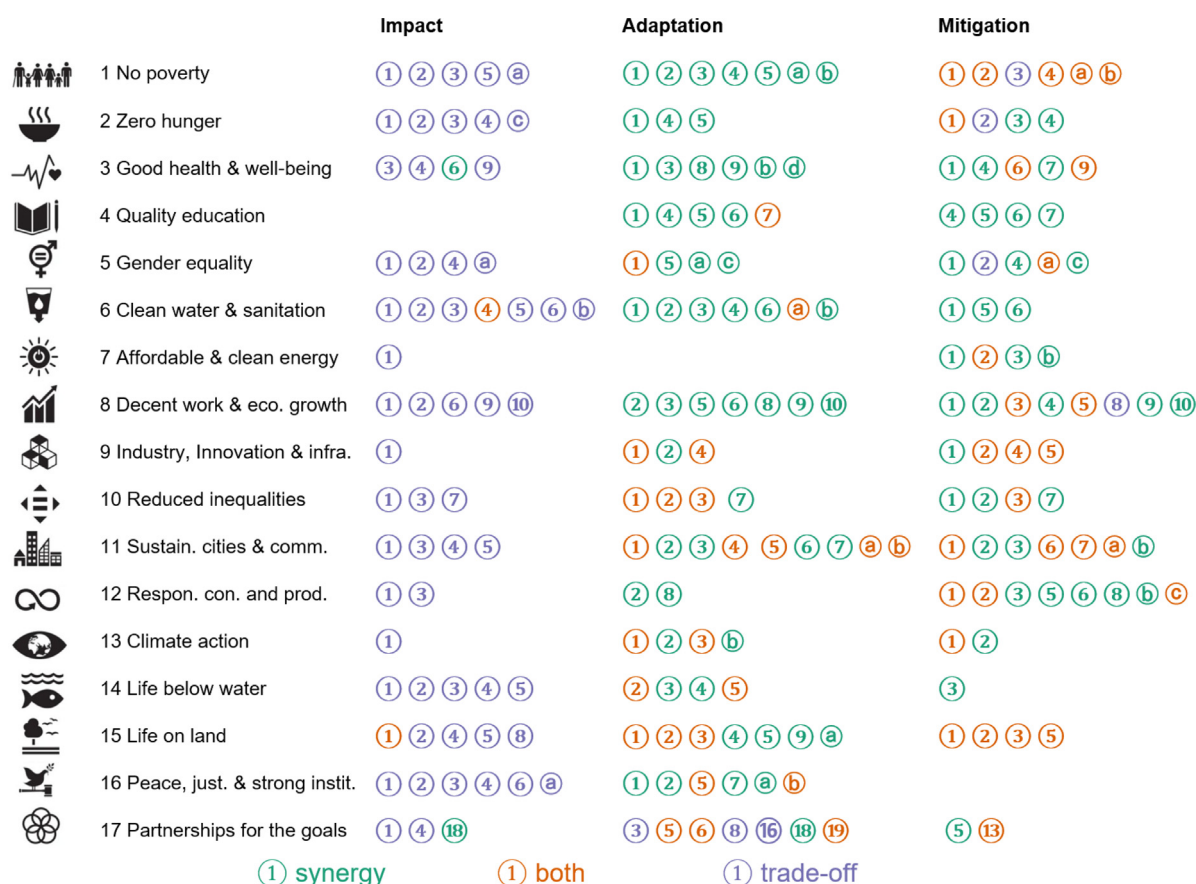 Impact Adaptation Mitigation
1 No poverty 1 2 3 5 a 1 2 3 4 5 a b 1 2 3 4 a b
2 Zero hunger 1 2 3 4 c 1 4 5 1 2 3 4
3 Good health & well-being 3 4 6 9 1 3 8 9 b d 1 4 6 7 9
4 Quality education 1 4 5 6 7 4 5 6 7
5 Gender equality 1 2 4 a 1 5 a c 1 2 4 a c
6 Clean water & sanitation 1 2 3 4 5 6 b 1 2 3 4 6 a b 1 5 6
7 Affordable & clean energy 1 1 2 3 b
8 Decent work & eco. growth 1 2 6 9 10 2 3 5 6 8 9 10 1 2 3 4 5 8 9 10
9 Industry, Innovation & infra. 1 1 2 4 1 2 4 5
10 Reduced inequalities 1 3 7 1 2 3 7 1 2 3 7
11 Sustain. cities & comm. 1 3 4 5 1 2 3 4 5 6 7 a b 1 2 3 6 7 a b
12 Respon. con. and prod. 1 3 2 8 1 2 3 5 6 8 b c
13 Climate action 1 1 2 3 b 1 2
14 Life below water 1 2 3 4 5 2 3 4 5 3
15 Life on land 1 2 4 5 8 1 2 3 4 5 9 a 1 2 3 5
16 Peace, just. & strong instit. 1 2 3 4 6 a 1 2 5 7 a b
17 Partnerships for the goals 1 4 18 3 5 6 8 16 18 19 5 13
1 synergy 1 both 1 trade-off